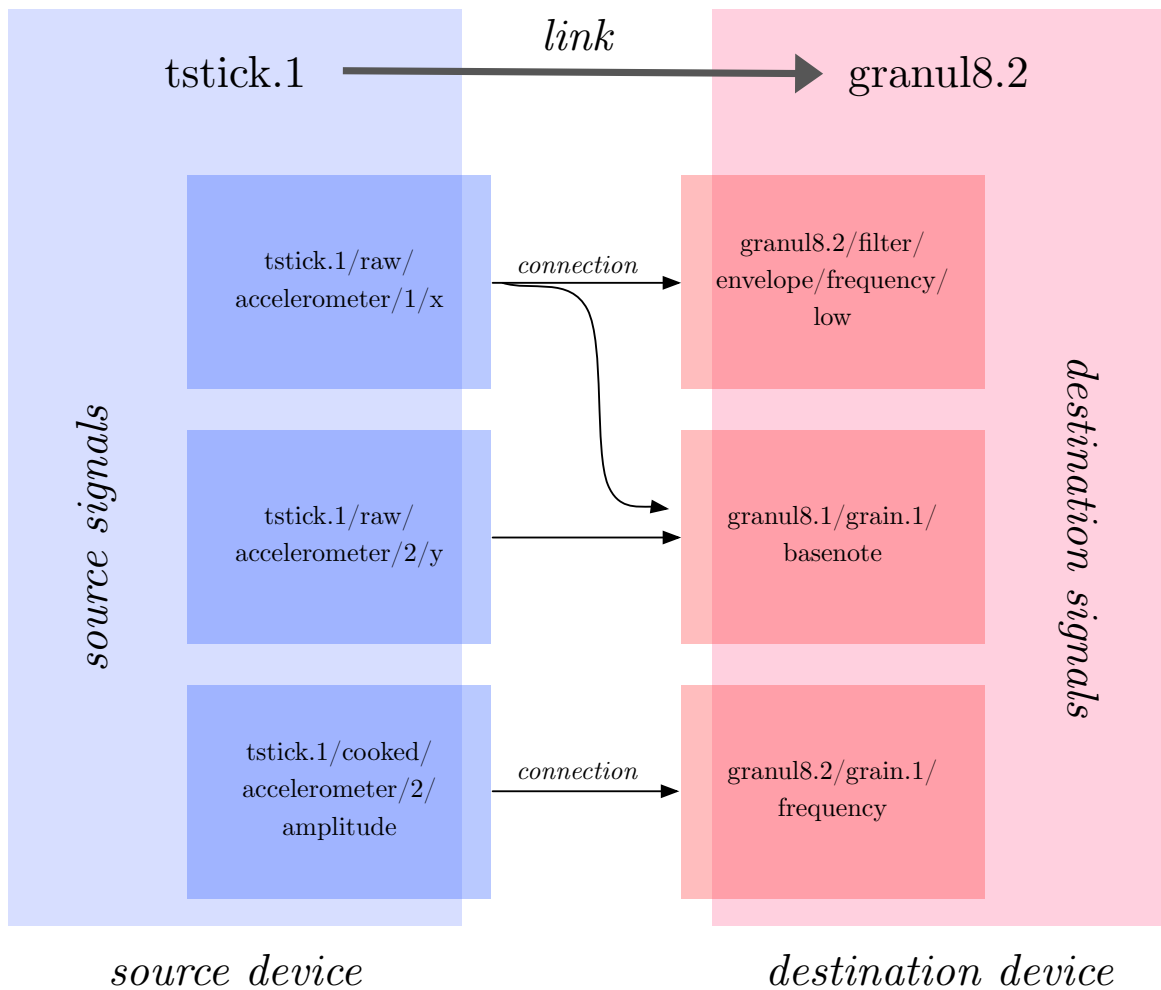 link
tstick.1
granul8.2
tstick.1/raw/
accelerometer/1/x
connection
granul8.2/filter/
envelope/frequency/
low
source signals
destination signals
tstick.1/raw/
accelerometer/2/y
granul8.1/grain.1/
basenote
tstick.1/cooked/
accelerometer/2/
amplitude
connection
granul8.2/grain.1/
frequency
source device
destination device